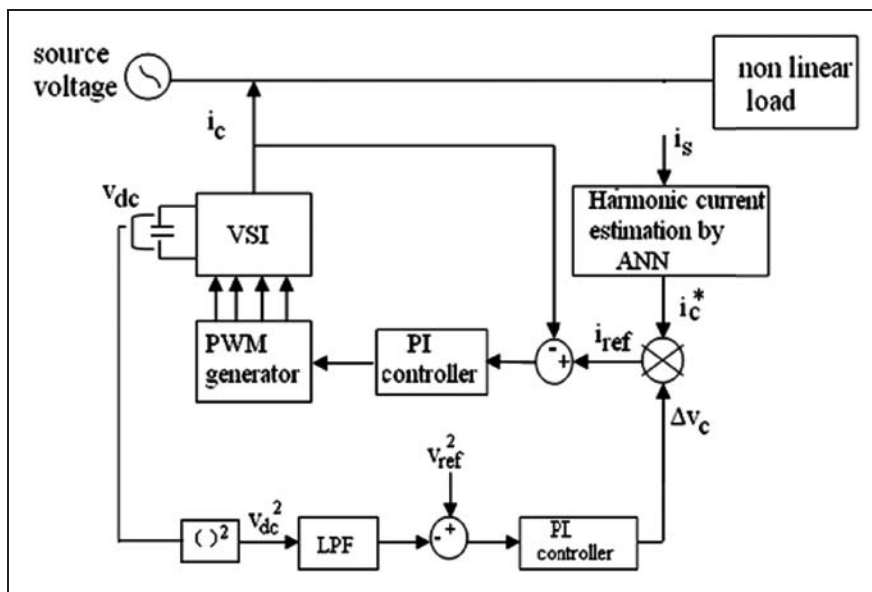 source
voltage
non linear
load
i_c
i_s
v_dc
VSI
Harmonic current
estimation by
ANN
i_c^*
PWM
generator
PI
controller
- +
i_ref
Δv_c
v_ref^2
( )^2
v_dc^2
LPF
- +
PI
controller